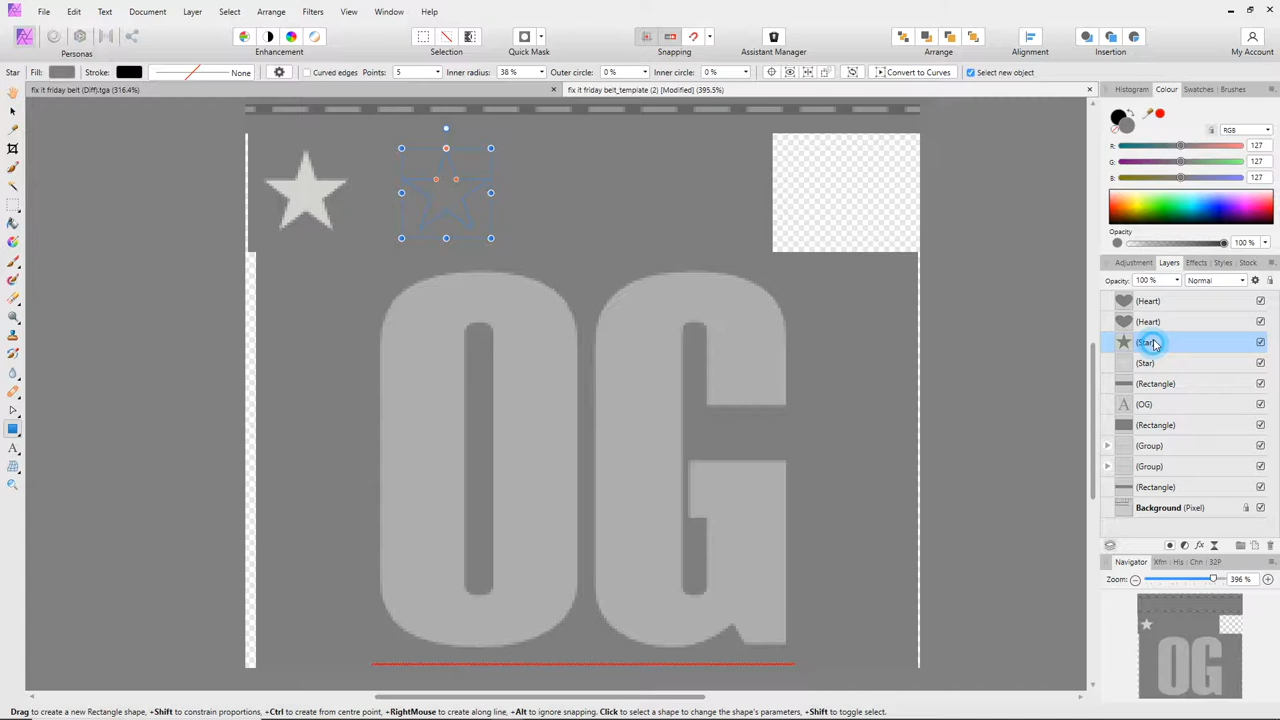 File Edit Text Document Layer Select Arrange Filters View Window Help
Personas Enhancement Selection Quick Mask Snapping Assistant Manager Arrange Alignment Insertion My Account
Star Fill: Stroke: None Curved edges Points: 5 Inner radius: 38 % Outer circle: 0 % Inner circle: 0 % Convert to Curves Select new object
fix it friday belt (Diff).tga (316.4%) fix it friday belt_template (2) [Modified] (395.5%)
Histogram Colour Swatches Brushes
RGB
R: 127
G: 127
B: 127
Opacity
100 %
Adjustment Layers Effects Styles Stock
Opacity: 100 % Normal
(Heart)
(Heart)
(Star)
(Star)
(Rectangle)
(OG)
(Rectangle)
(Group)
(Group)
(Rectangle)
Background (Pixel)
Navigator Xfm His Chn 32P
Zoom: 396 %
OG
OG
Drag to create a new Rectangle shape, +Shift to constrain proportions, +Ctrl to create from centre point, +RightMouse to create along line, +Alt to ignore snapping. Click to select a shape to change the shape's parameters, +Shift to toggle select.